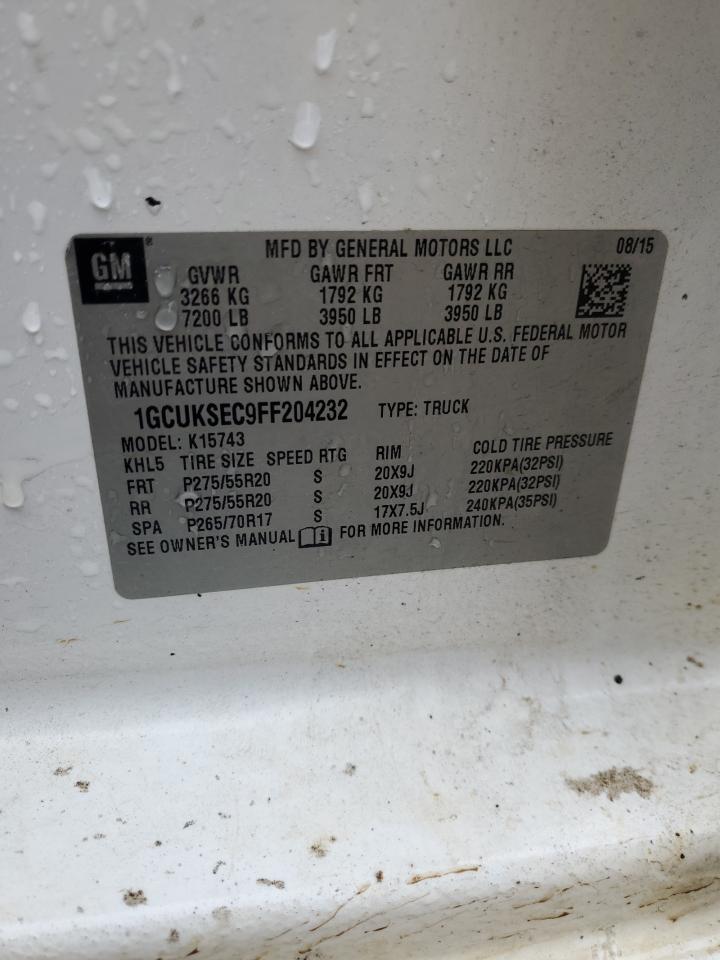 GM ® MFD BY GENERAL MOTORS LLC 08/15
GVWR GAWR FRT GAWR RR
3266 KG 1792 KG 1792 KG
7200 LB 3950 LB 3950 LB
THIS VEHICLE CONFORMS TO ALL APPLICABLE U.S. FEDERAL MOTOR
VEHICLE SAFETY STANDARDS IN EFFECT ON THE DATE OF
MANUFACTURE SHOWN ABOVE.
1GCUKSEC9FF204232 TYPE: TRUCK
MODEL: K15743
KHL5 TIRE SIZE SPEED RTG RIM COLD TIRE PRESSURE
FRT P275/55R20 S 20X9J 220KPA(32PSI)
RR P275/55R20 S 20X9J 220KPA(32PSI)
SPA P265/70R17 S 17X7.5J 240KPA(35PSI)
SEE OWNER'S MANUAL i FOR MORE INFORMATION.